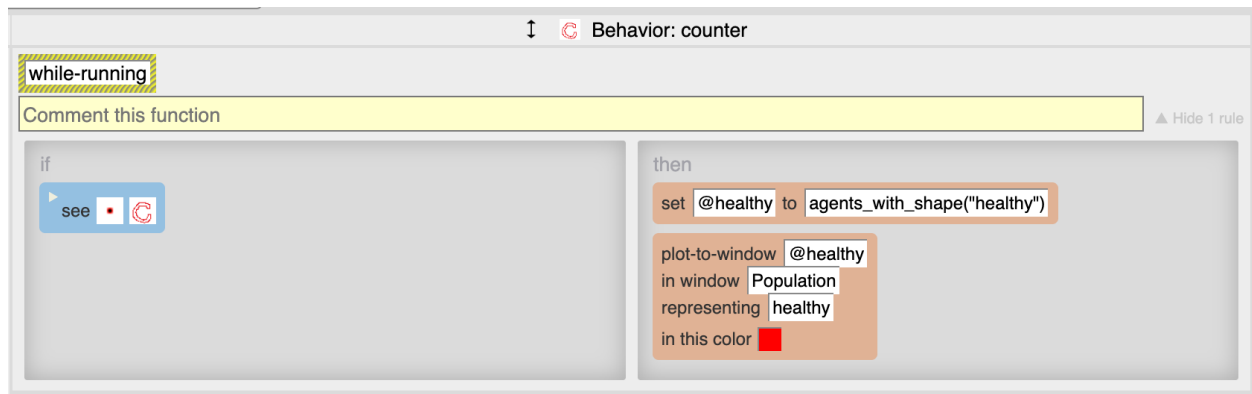 Behavior: counter
while-running
Comment this function
▲ Hide 1 rule
if
see C
then
set @healthy to agents_with_shape("healthy")
plot-to-window @healthy
in window Population
representing healthy
in this color